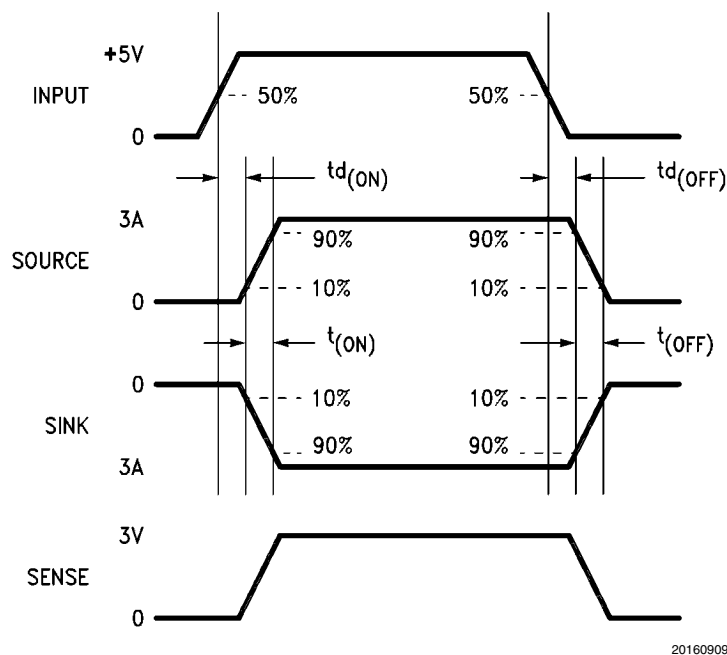 +5V
INPUT
50%
50%
0
td(ON)
td(OFF)
3A
90%
90%
SOURCE
10%
10%
0
t(ON)
t(OFF)
0
10%
10%
SINK
90%
90%
3A
3V
SENSE
0
20160909